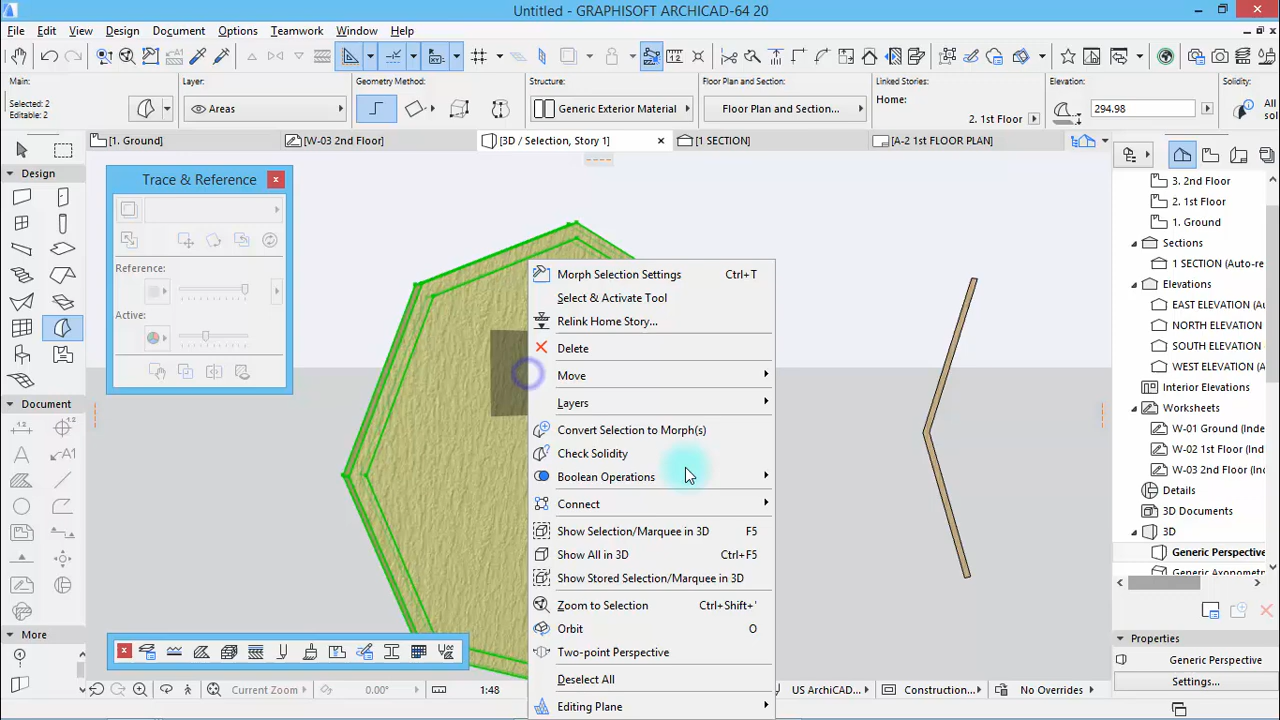 Untitled - GRAPHISOFT ARCHICAD-64 20
File Edit View Design Document Options Teamwork Window Help
Main: Layer: Geometry Method: Structure: Floor Plan and Section: Linked Stories: Elevation: Solidity:
Selected: 2
Editable: 2
Areas
Generic Exterior Material
Floor Plan and Section...
Home:
2. 1st Floor
294.98
All
so
[1. Ground]
[W-03 2nd Floor]
[3D / Selection, Story 1]
[1 SECTION]
[A-2 1st FLOOR PLAN]
Design
Trace & Reference
Reference:
Active:
Document
More
Morph Selection Settings Ctrl+T
Select & Activate Tool
Relink Home Story...
Delete
Move
Layers
Convert Selection to Morph(s)
Check Solidity
Boolean Operations
Connect
Show Selection/Marquee in 3D F5
Show All in 3D Ctrl+F5
Show Stored Selection/Marquee in 3D
Zoom to Selection Ctrl+Shift+'
Orbit O
Two-point Perspective
Deselect All
Editing Plane
3. 2nd Floor
2. 1st Floor
1. Ground
Sections
1 SECTION (Auto-re
Elevations
EAST ELEVATION
NORTH ELEVATION
SOUTH ELEVATION
WEST ELEVATION
Interior Elevations
Worksheets
W-01 Ground (Inde
W-02 1st Floor (Ind
W-03 2nd Floor (In
Details
3D Documents
3D
Generic Perspective
Generic Axonometr
Properties
Generic Perspective
Settings...
Current Zoom
0.00°
1:48
US ArchiCAD...
Construction...
No Overrides